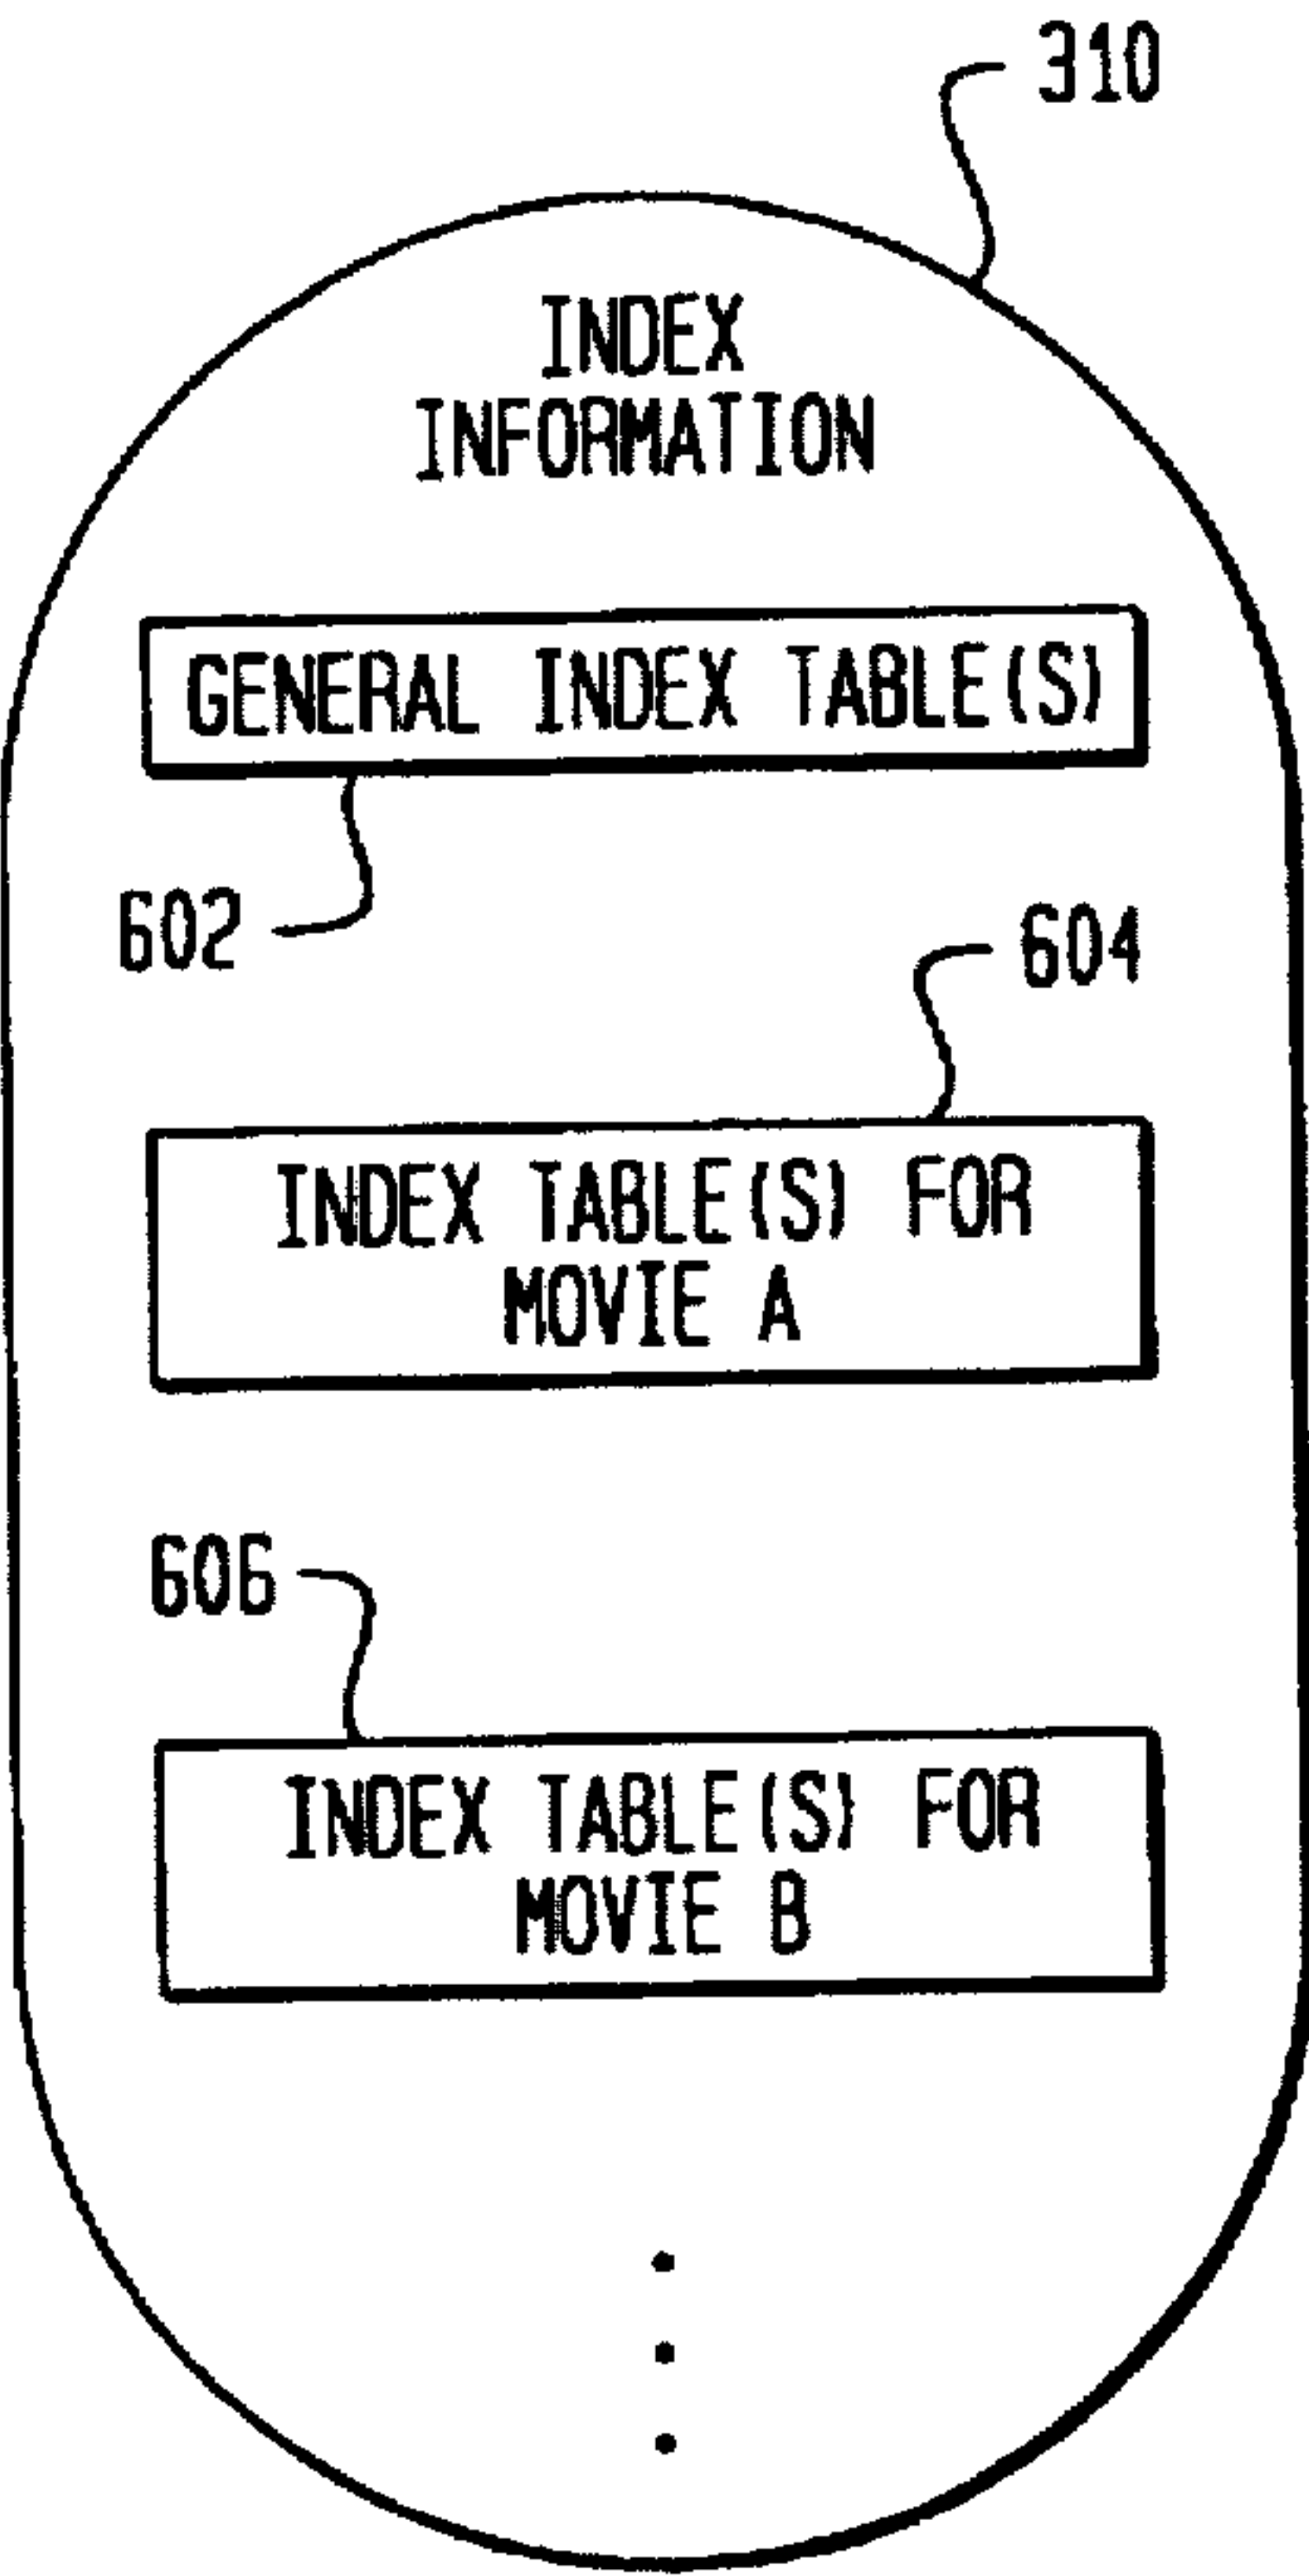 310
INDEX
INFORMATION
GENERAL INDEX TABLE(S)
602
604
INDEX TABLE(S) FOR
MOVIE A
606
INDEX TABLE(S) FOR
MOVIE B